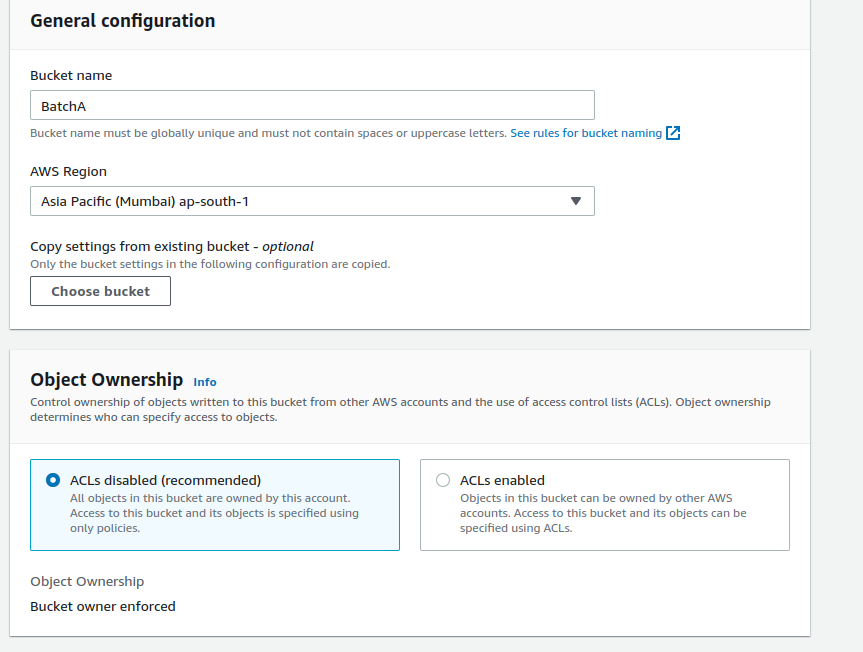 General configuration
Bucket name
BatchA
Bucket name must be globally unique and must not contain spaces or uppercase letters. See rules for bucket naming
AWS Region
Asia Pacific (Mumbai) ap-south-1
Copy settings from existing bucket - optional
Only the bucket settings in the following configuration are copied.
Choose bucket
Object Ownership Info
Control ownership of objects written to this bucket from other AWS accounts and the use of access control lists (ACLs). Object ownership
determines who can specify access to objects.
ACLs disabled (recommended)
All objects in this bucket are owned by this account.
Access to this bucket and its objects is specified using
only policies.
ACLs enabled
Objects in this bucket can be owned by other AWS
accounts. Access to this bucket and its objects can be
specified using ACLs.
Object Ownership
Bucket owner enforced